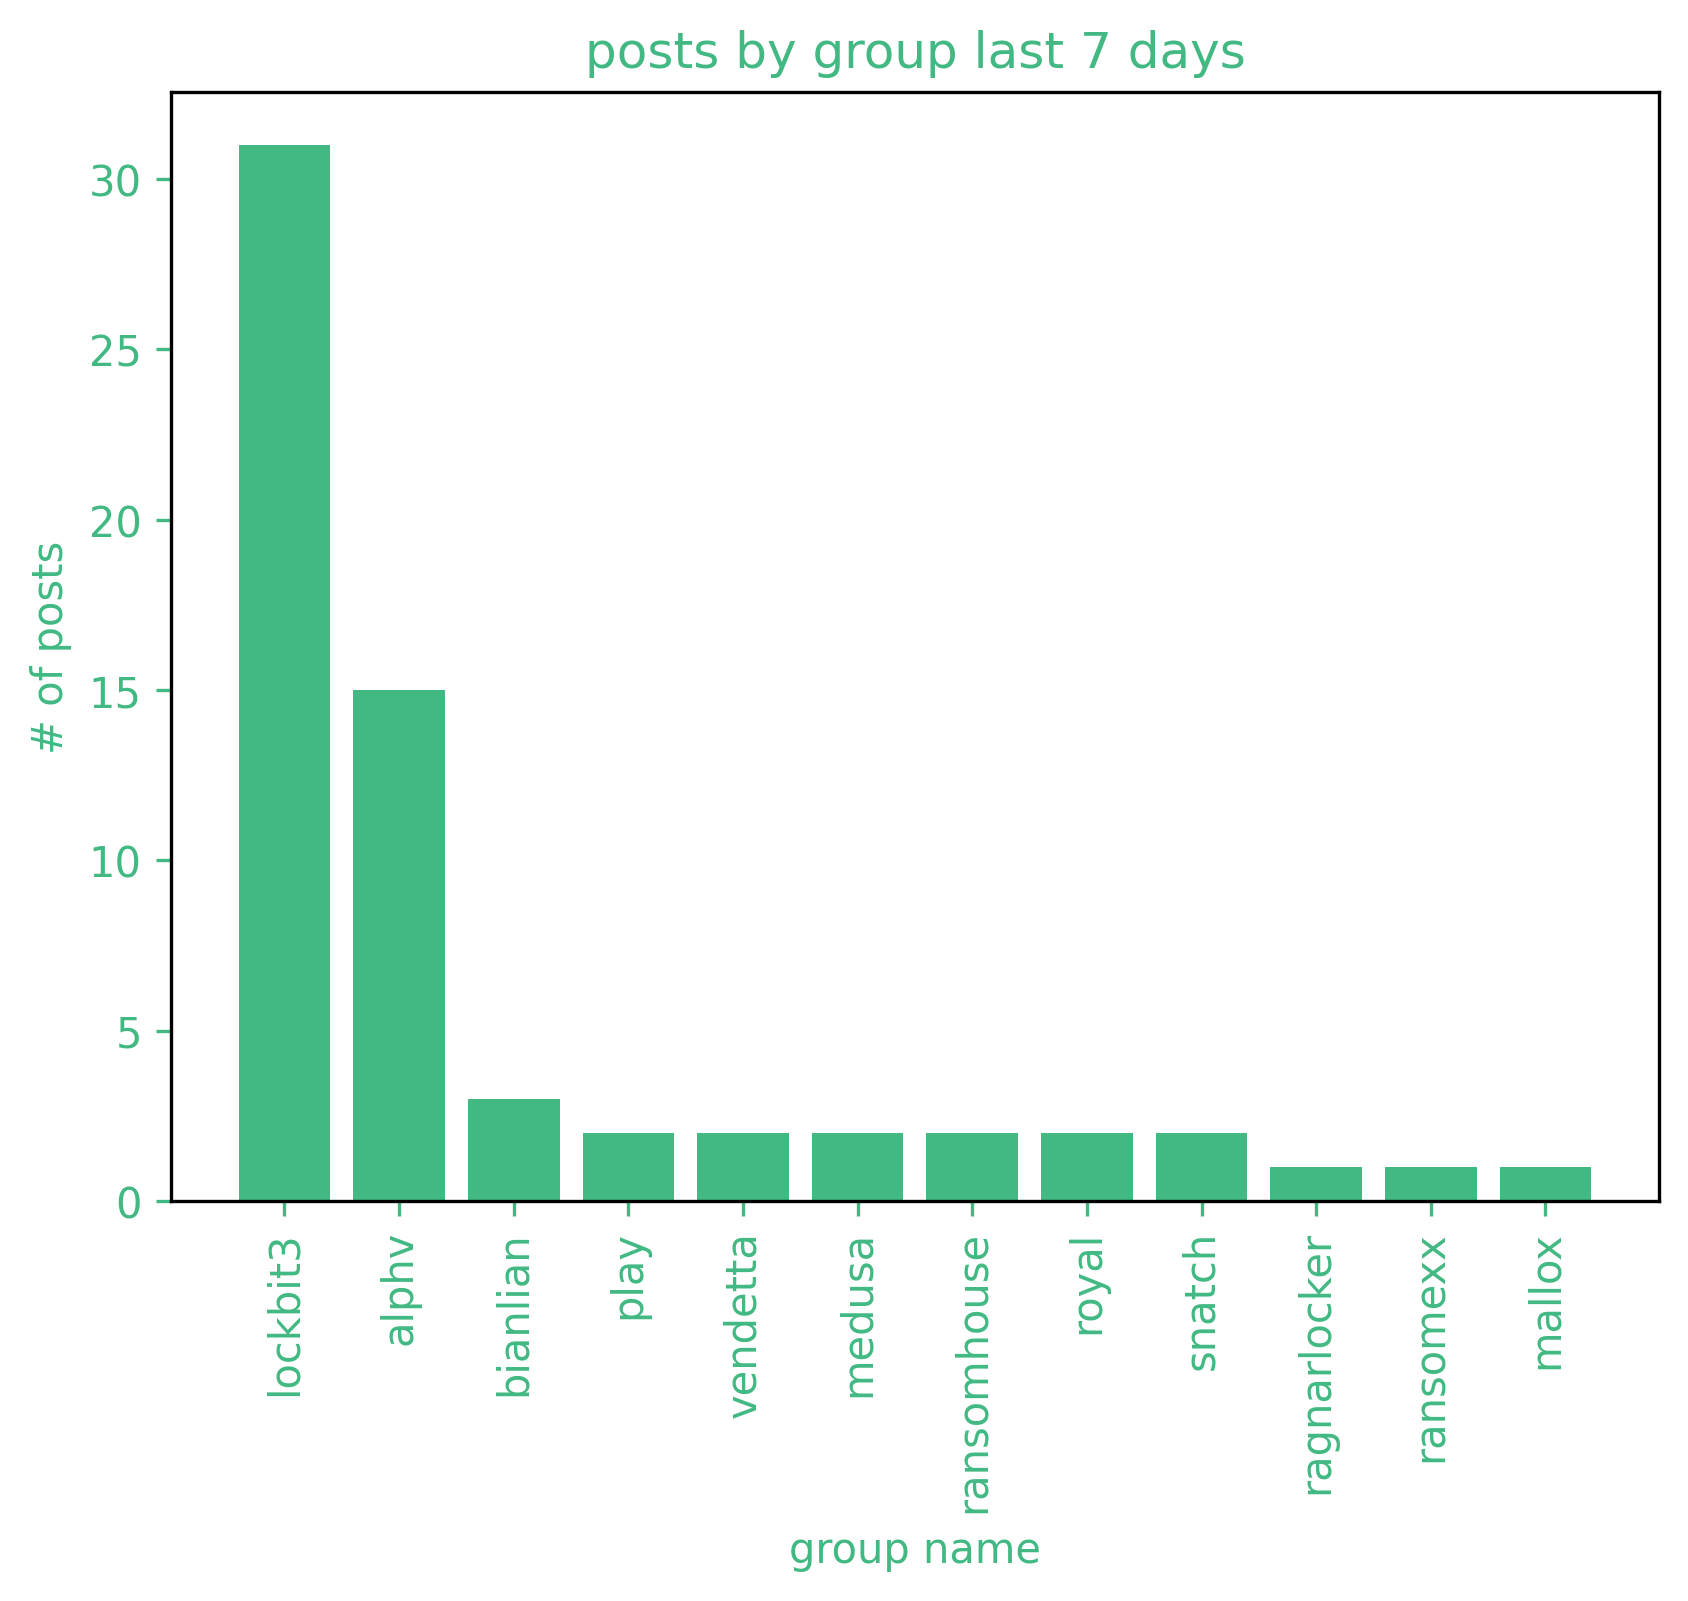 posts by group last 7 days
# of posts
30
25
20
15
10
5
0
lockbit3
alphv
bianlian
play
vendetta
medusa
ransomhouse
royal
snatch
ragnarlocker
ransomexx
mallox
group name